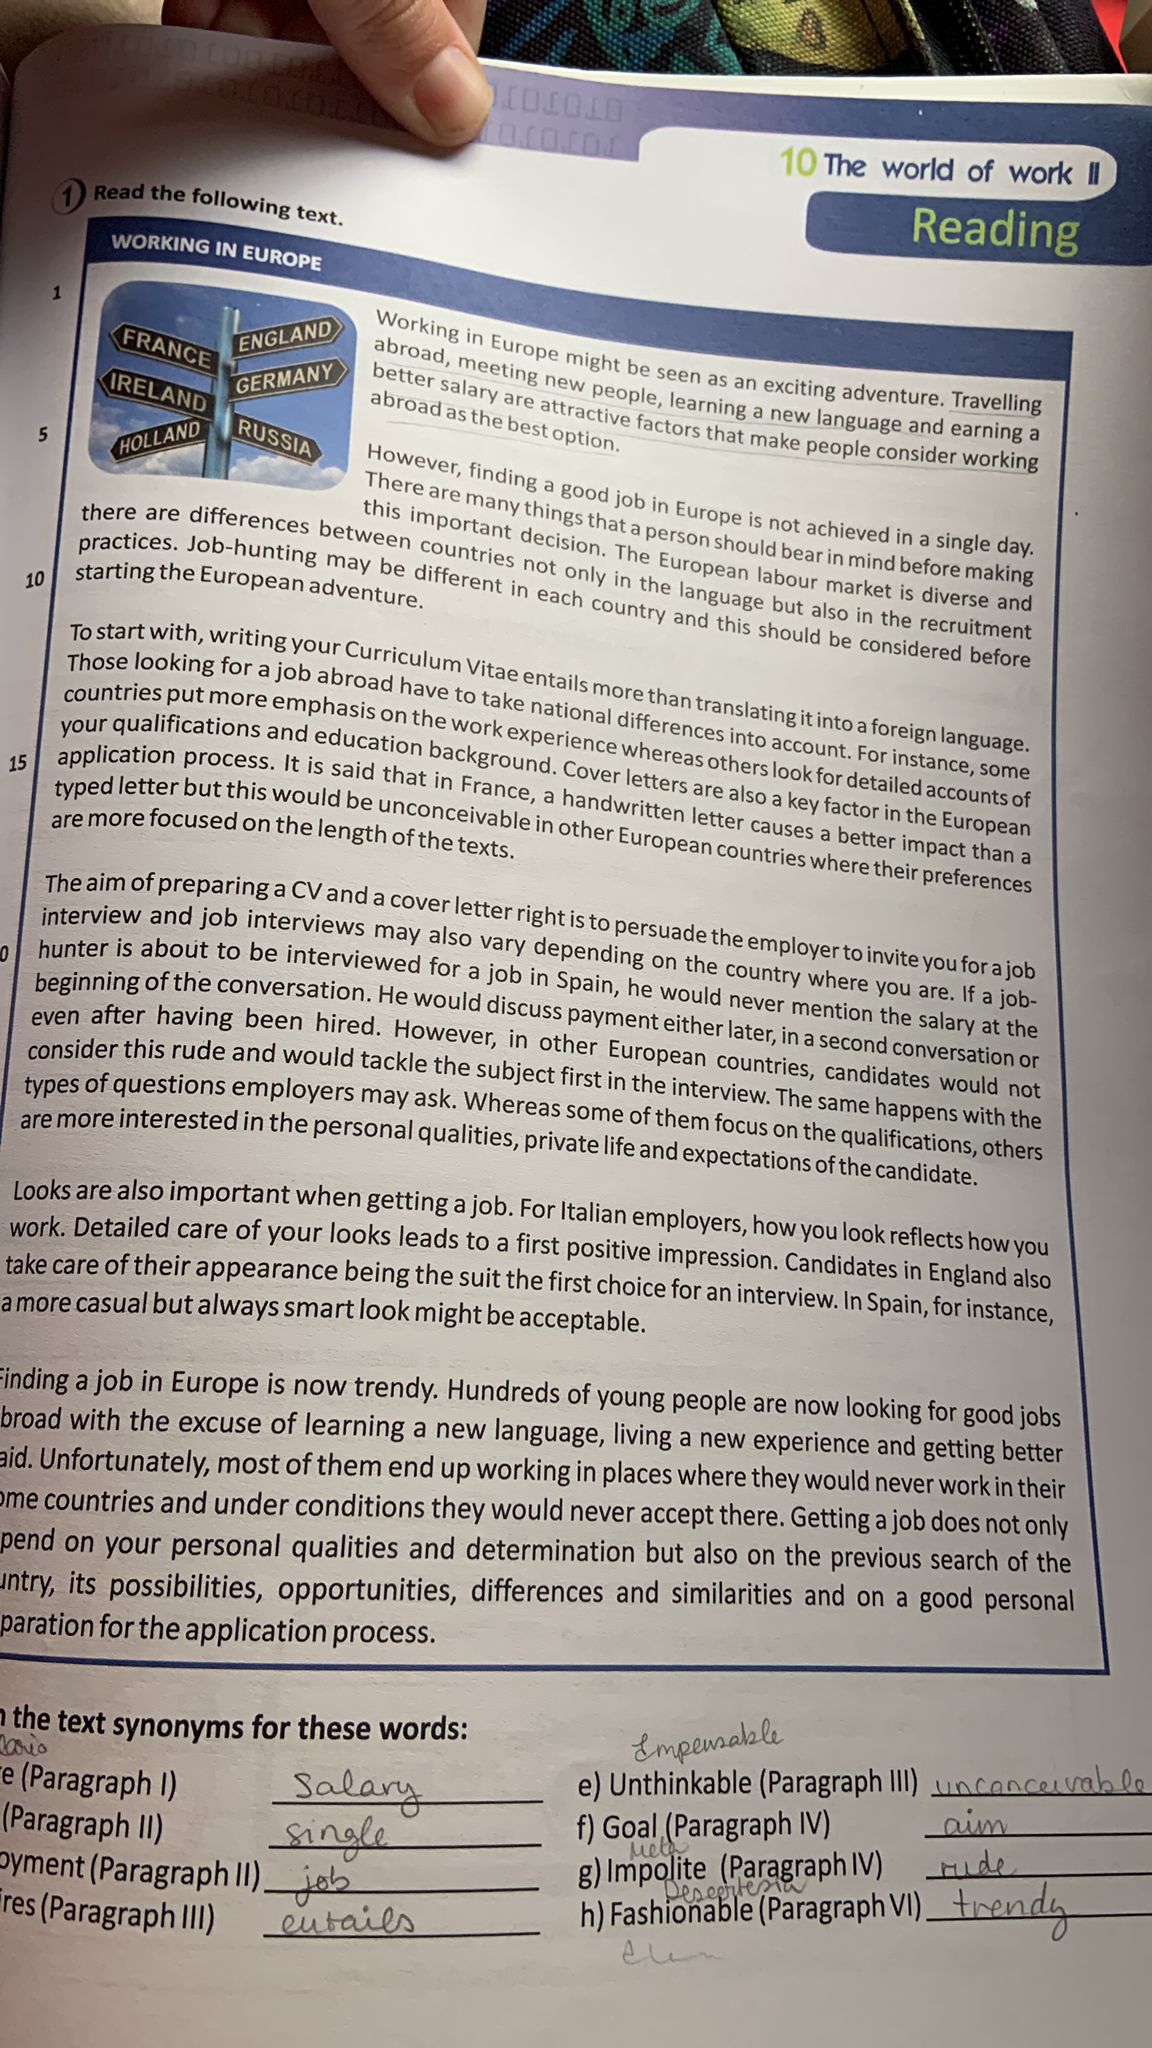 10 The world of work II
Reading
1 Read the following text.
WORKING IN EUROPE
1
FRANCE
ENGLAND
IRELAND
GERMANY
HOLLAND
RUSSIA
Working in Europe might be seen as an exciting adventure. Travelling
abroad, meeting new people, learning a new language and earning a
better salary are attractive factors that make people consider working
5
abroad as the best option.
However, finding a good job in Europe is not achieved in a single day.
There are many things that a person should bear in mind before making
this important decision. The European labour market is diverse and
there are differences between countries not only in the language but also in the recruitment
practices. Job-hunting may be different in each country and this should be considered before
10
starting the European adventure.
To start with, writing your Curriculum Vitae entails more than translating it into a foreign language.
Those looking for a job abroad have to take national differences into account. For instance, some
countries put more emphasis on the work experience whereas others look for detailed accounts of
your qualifications and education background. Cover letters are also a key factor in the European
15
application process. It is said that in France, a handwritten letter causes a better impact than a
typed letter but this would be unconceivable in other European countries where their preferences
are more focused on the length of the texts.
The aim of preparing a CV and a cover letter right is to persuade the employer to invite you for a job
interview and job interviews may also vary depending on the country where you are. If a job-
0
hunter is about to be interviewed for a job in Spain, he would never mention the salary at the
beginning of the conversation. He would discuss payment either later, in a second conversation or
even after having been hired. However, in other European countries, candidates would not
consider this rude and would tackle the subject first in the interview. The same happens with the
types of questions employers may ask. Whereas some of them focus on the qualifications, others
are more interested in the personal qualities, private life and expectations of the candidate.
Looks are also important when getting a job. For Italian employers, how you look reflects how you
work. Detailed care of your looks leads to a first positive impression. Candidates in England also
take care of their appearance being the suit the first choice for an interview. In Spain, for instance,
a more casual but always smart look might be acceptable.
Finding a job in Europe is now trendy. Hundreds of young people are now looking for good jobs
broad with the excuse of learning a new language, living a new experience and getting better
aid. Unfortunately, most of them end up working in places where they would never work in their
ome countries and under conditions they would never accept there. Getting a job does not only
pend on your personal qualities and determination but also on the previous search of the
untry, its possibilities, opportunities, differences and similarities and on a good personal
paration for the application process.
n the text synonyms for these words:
lario
e (Paragraph I) Salary
(Paragraph II) single
oyment (Paragraph II) job
ires (Paragraph III) entails
Empensable
e) Unthinkable (Paragraph III) unconceivable
f) Goal (Paragraph IV) aim
Meta
g) Impolite (Paragraph IV) rude
Descortesia
h) Fashionable (Paragraph VI) trendy